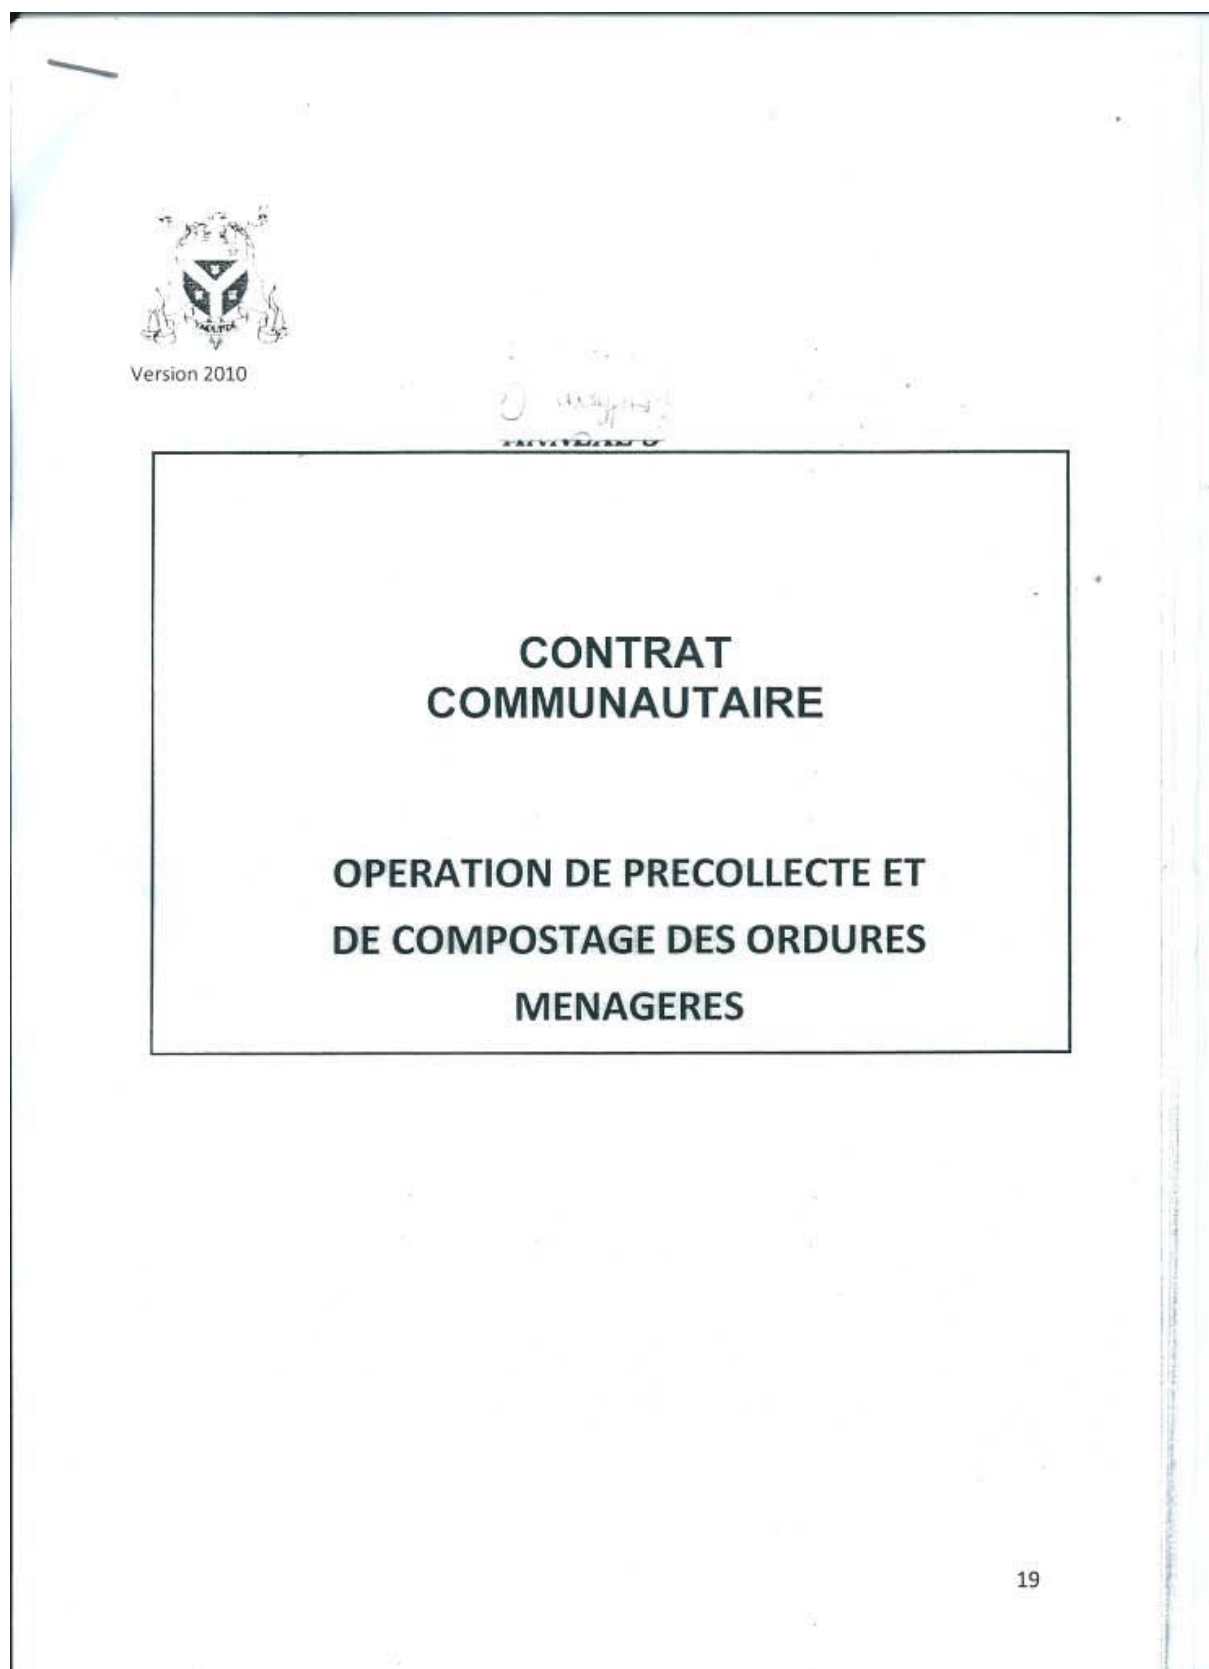 Version 2010
CONTRAT
COMMUNAUTAIRE
OPERATION DE PRECOLLECTE ET
DE COMPOSTAGE DES ORDURES
MENAGERES
19